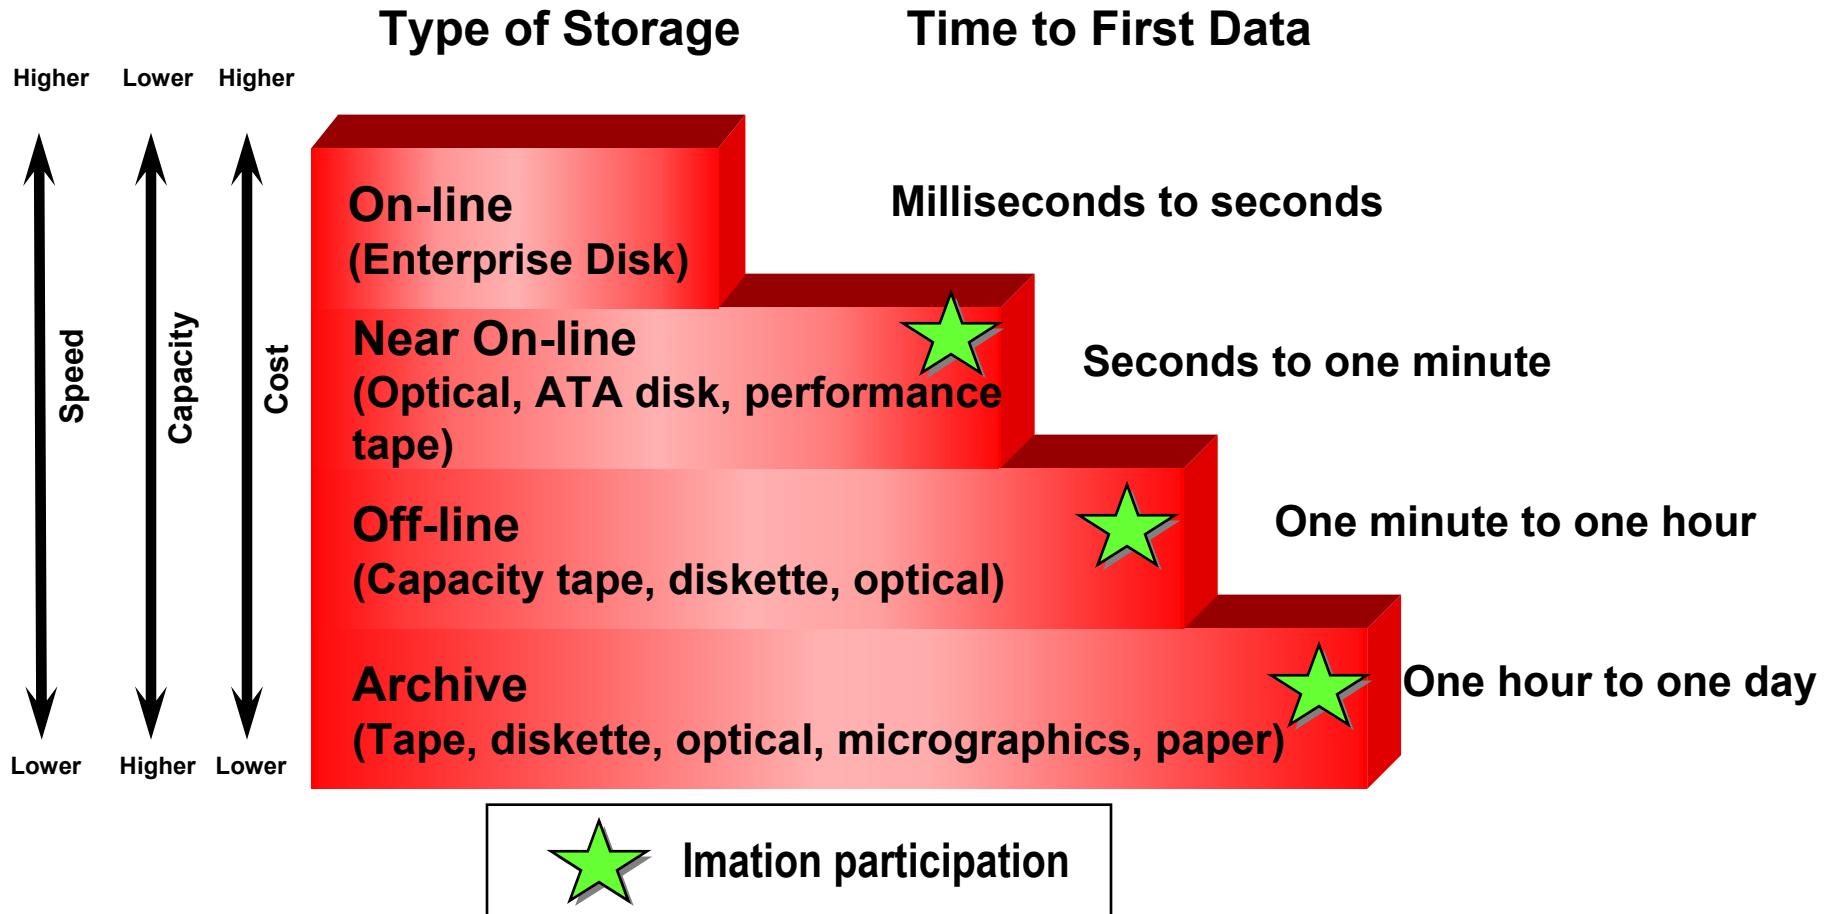 Type of Storage
Time to First Data
Higher
Lower
Higher
Speed
Capacity
Cost
Lower
Higher
Lower
On-line
(Enterprise Disk)
Milliseconds to seconds
Near On-line
(Optical, ATA disk, performance
tape)
Seconds to one minute
Off-line
(Capacity tape, diskette, optical)
One minute to one hour
Archive
(Tape, diskette, optical, micrographics, paper)
One hour to one day
Imation participation